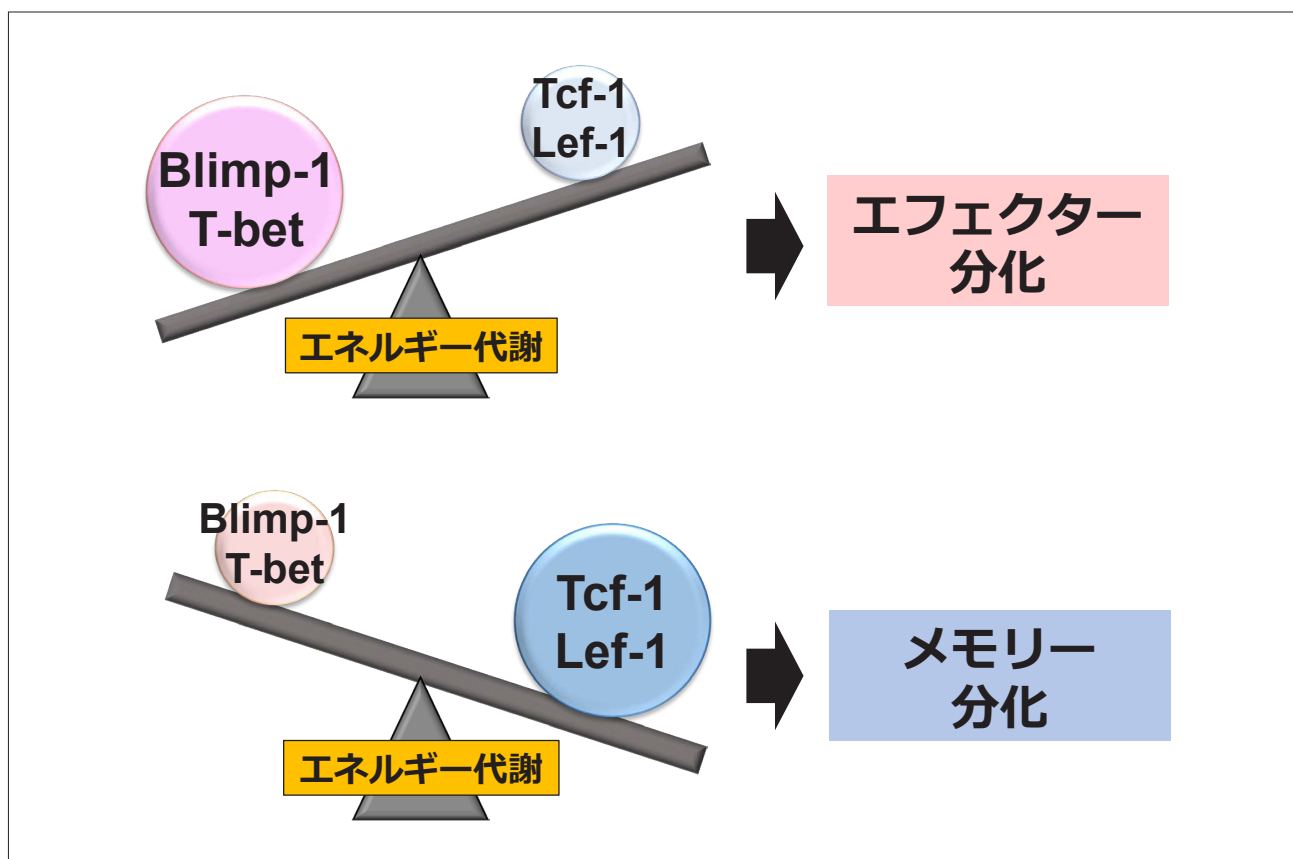 Tcf-1
Lef-1
Blimp-1
T-bet
エネルギー代謝
エフェクター
分化
Blimp-1
T-bet
Tcf-1
Lef-1
エネルギー代謝
メモリー
分化